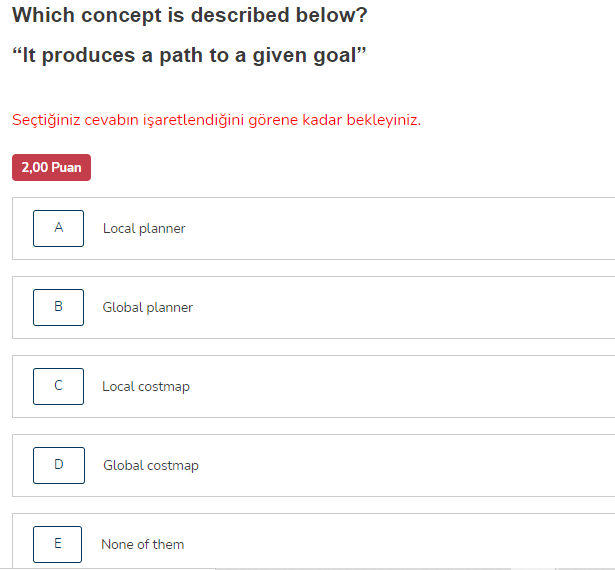 Which concept is described below?
“It produces a path to a given goal”
Seçtiğiniz cevabın işaretlendiğini görene kadar bekleyiniz.
2,00 Puan
A Local planner
B Global planner
C Local costmap
D Global costmap
E None of them